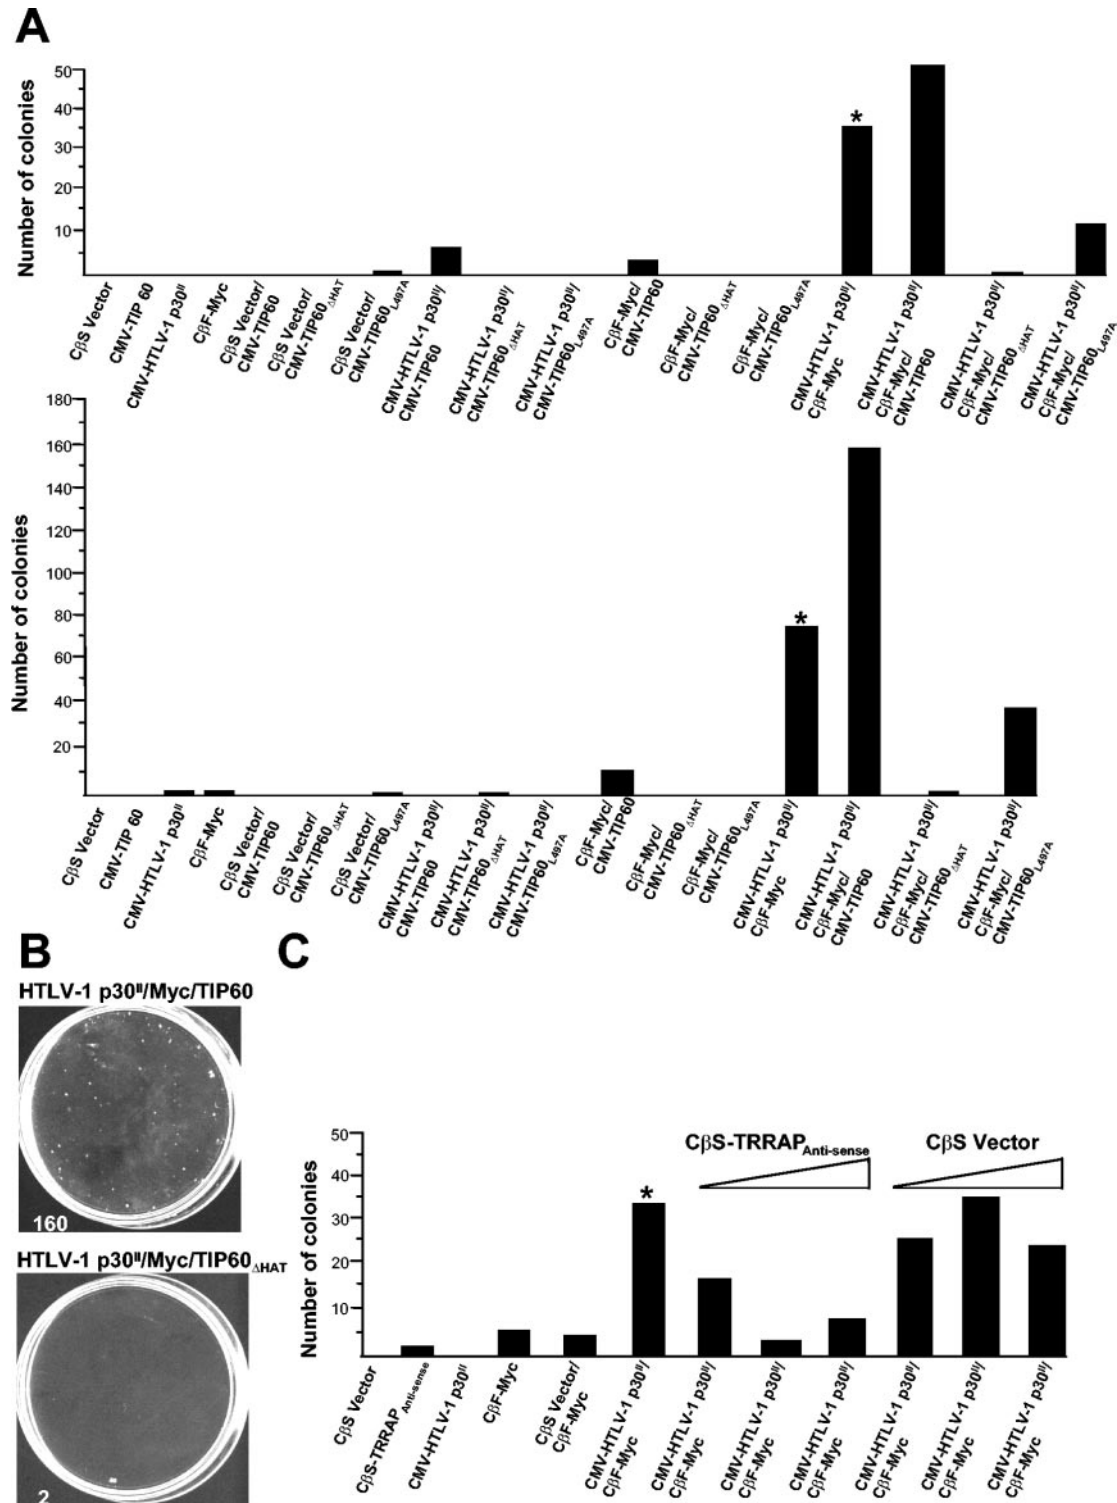 A
Number of colonies
50
40
30
20
10
CβS Vector
CMV-TIP 60
CMV-HTLV-1 p30II
CβF-Myc
CβS Vector/
CMV-TIP60
CβS Vector/
CMV-TIP60ΔHAT
CβS Vector/
CMV-TIP60L497A
CMV-HTLV-1 p30II/
CMV-TIP60
CMV-HTLV-1 p30II/
CMV-TIP60ΔHAT
CMV-HTLV-1 p30II/
CMV-TIP60L497A
CβF-Myc/
CMV-TIP60
CβF-Myc/
CMV-TIP60ΔHAT
CβF-Myc/
CMV-TIP60L497A
*
CMV-HTLV-1 p30II/
CβF-Myc
CMV-HTLV-1 p30II/
CβF-Myc/
CMV-TIP60
CMV-HTLV-1 p30II/
CβF-Myc/
CMV-TIP60ΔHAT
CMV-HTLV-1 p30II/
CβF-Myc/
CMV-TIP60L497A
Number of colonies
180
160
140
120
100
80
60
40
20
CβS Vector
CMV-TIP 60
CMV-HTLV-1 p30II
CβF-Myc
CβS Vector/
CMV-TIP60
CβS Vector/
CMV-TIP60ΔHAT
CβS Vector/
CMV-TIP60L497A
CMV-HTLV-1 p30II/
CMV-TIP60
CMV-HTLV-1 p30II/
CMV-TIP60ΔHAT
CMV-HTLV-1 p30II/
CMV-TIP60L497A
CβF-Myc/
CMV-TIP60
CβF-Myc/
CMV-TIP60ΔHAT
CβF-Myc/
CMV-TIP60L497A
*
CMV-HTLV-1 p30II/
CβF-Myc
CMV-HTLV-1 p30II/
CβF-Myc/
CMV-TIP60
CMV-HTLV-1 p30II/
CβF-Myc/
CMV-TIP60ΔHAT
CMV-HTLV-1 p30II/
CβF-Myc/
CMV-TIP60L497A
B
HTLV-1 p30II/Myc/TIP60
160
HTLV-1 p30II/Myc/TIP60ΔHAT
2
C
Number of colonies
50
40
30
20
10
CβS-TRRAPAnti-sense
CβS Vector
*
CβS Vector
CβS-TRRAPAnti-sense
CMV-HTLV-1 p30II
CβF-Myc
CβS Vector/
CβF-Myc
CMV-HTLV-1 p30II/
CβF-Myc
CMV-HTLV-1 p30II/
CβF-Myc
CMV-HTLV-1 p30II/
CβF-Myc
CMV-HTLV-1 p30II/
CβF-Myc
CMV-HTLV-1 p30II/
CβF-Myc
CMV-HTLV-1 p30II/
CβF-Myc
CMV-HTLV-1 p30II/
CβF-Myc